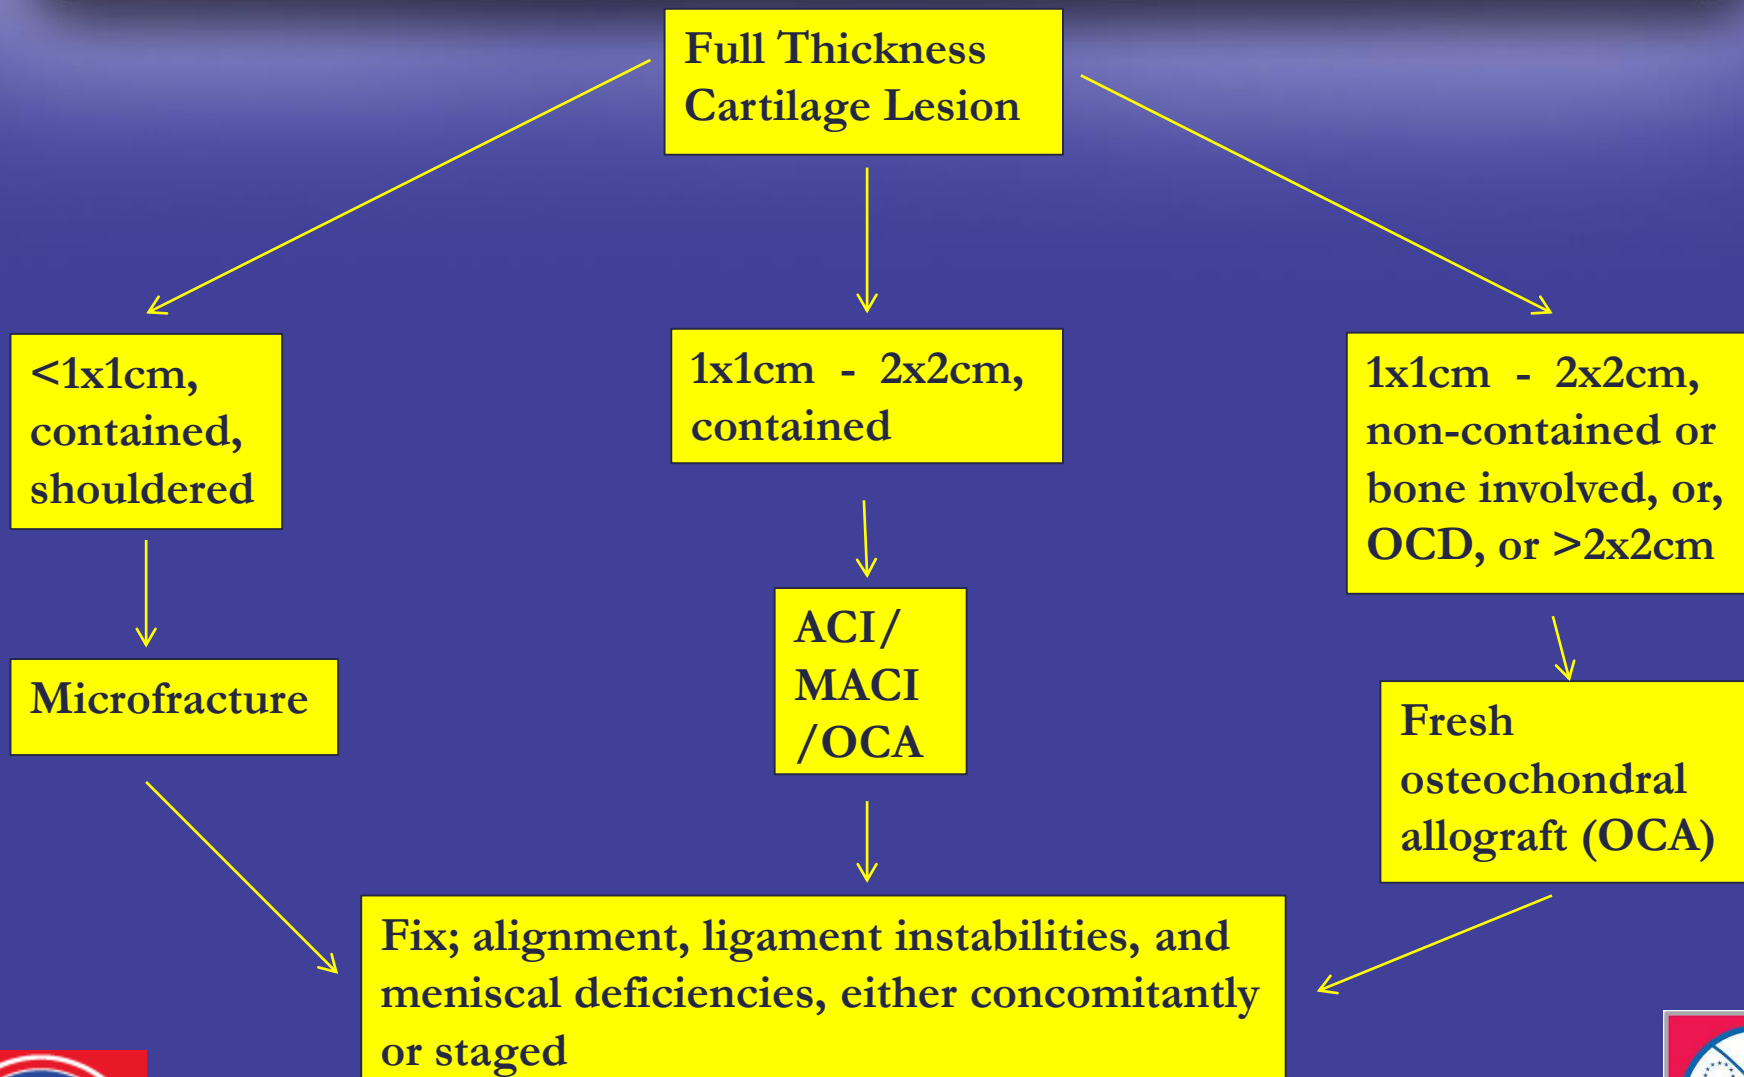 Full Thickness
Cartilage Lesion
<1x1cm,
contained,
shouldered
1x1cm - 2x2cm,
contained
1x1cm - 2x2cm,
non-contained or
bone involved, or,
OCD, or >2x2cm
Microfracture
ACI/
MACI
/OCA
Fresh
osteochondral
allograft (OCA)
Fix; alignment, ligament instabilities, and
meniscal deficiencies, either concomitantly
or staged